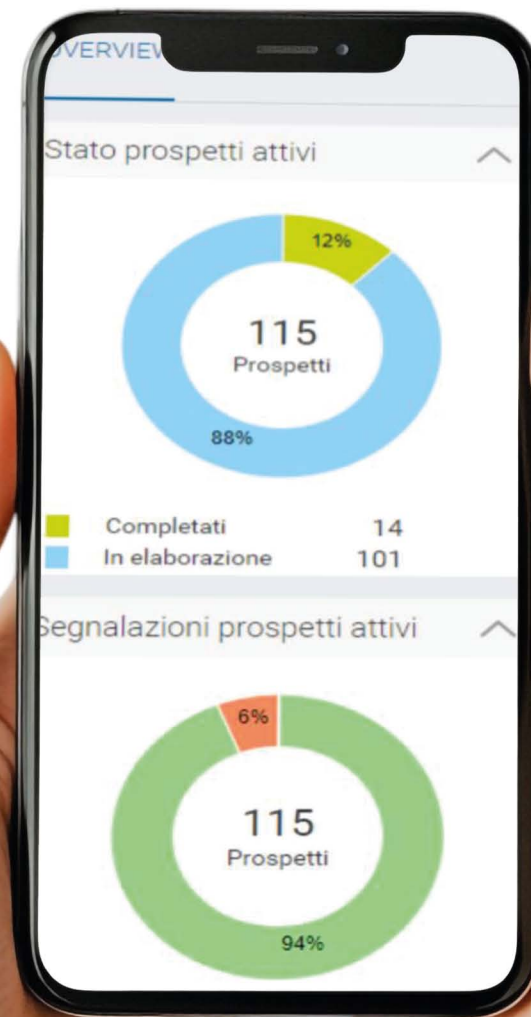 OVERVIEW
Stato prospetti attivi
12%
115
Prospetti
88%
Completati 14
In elaborazione 101
Segnalazioni prospetti attivi
6%
115
Prospetti
94%